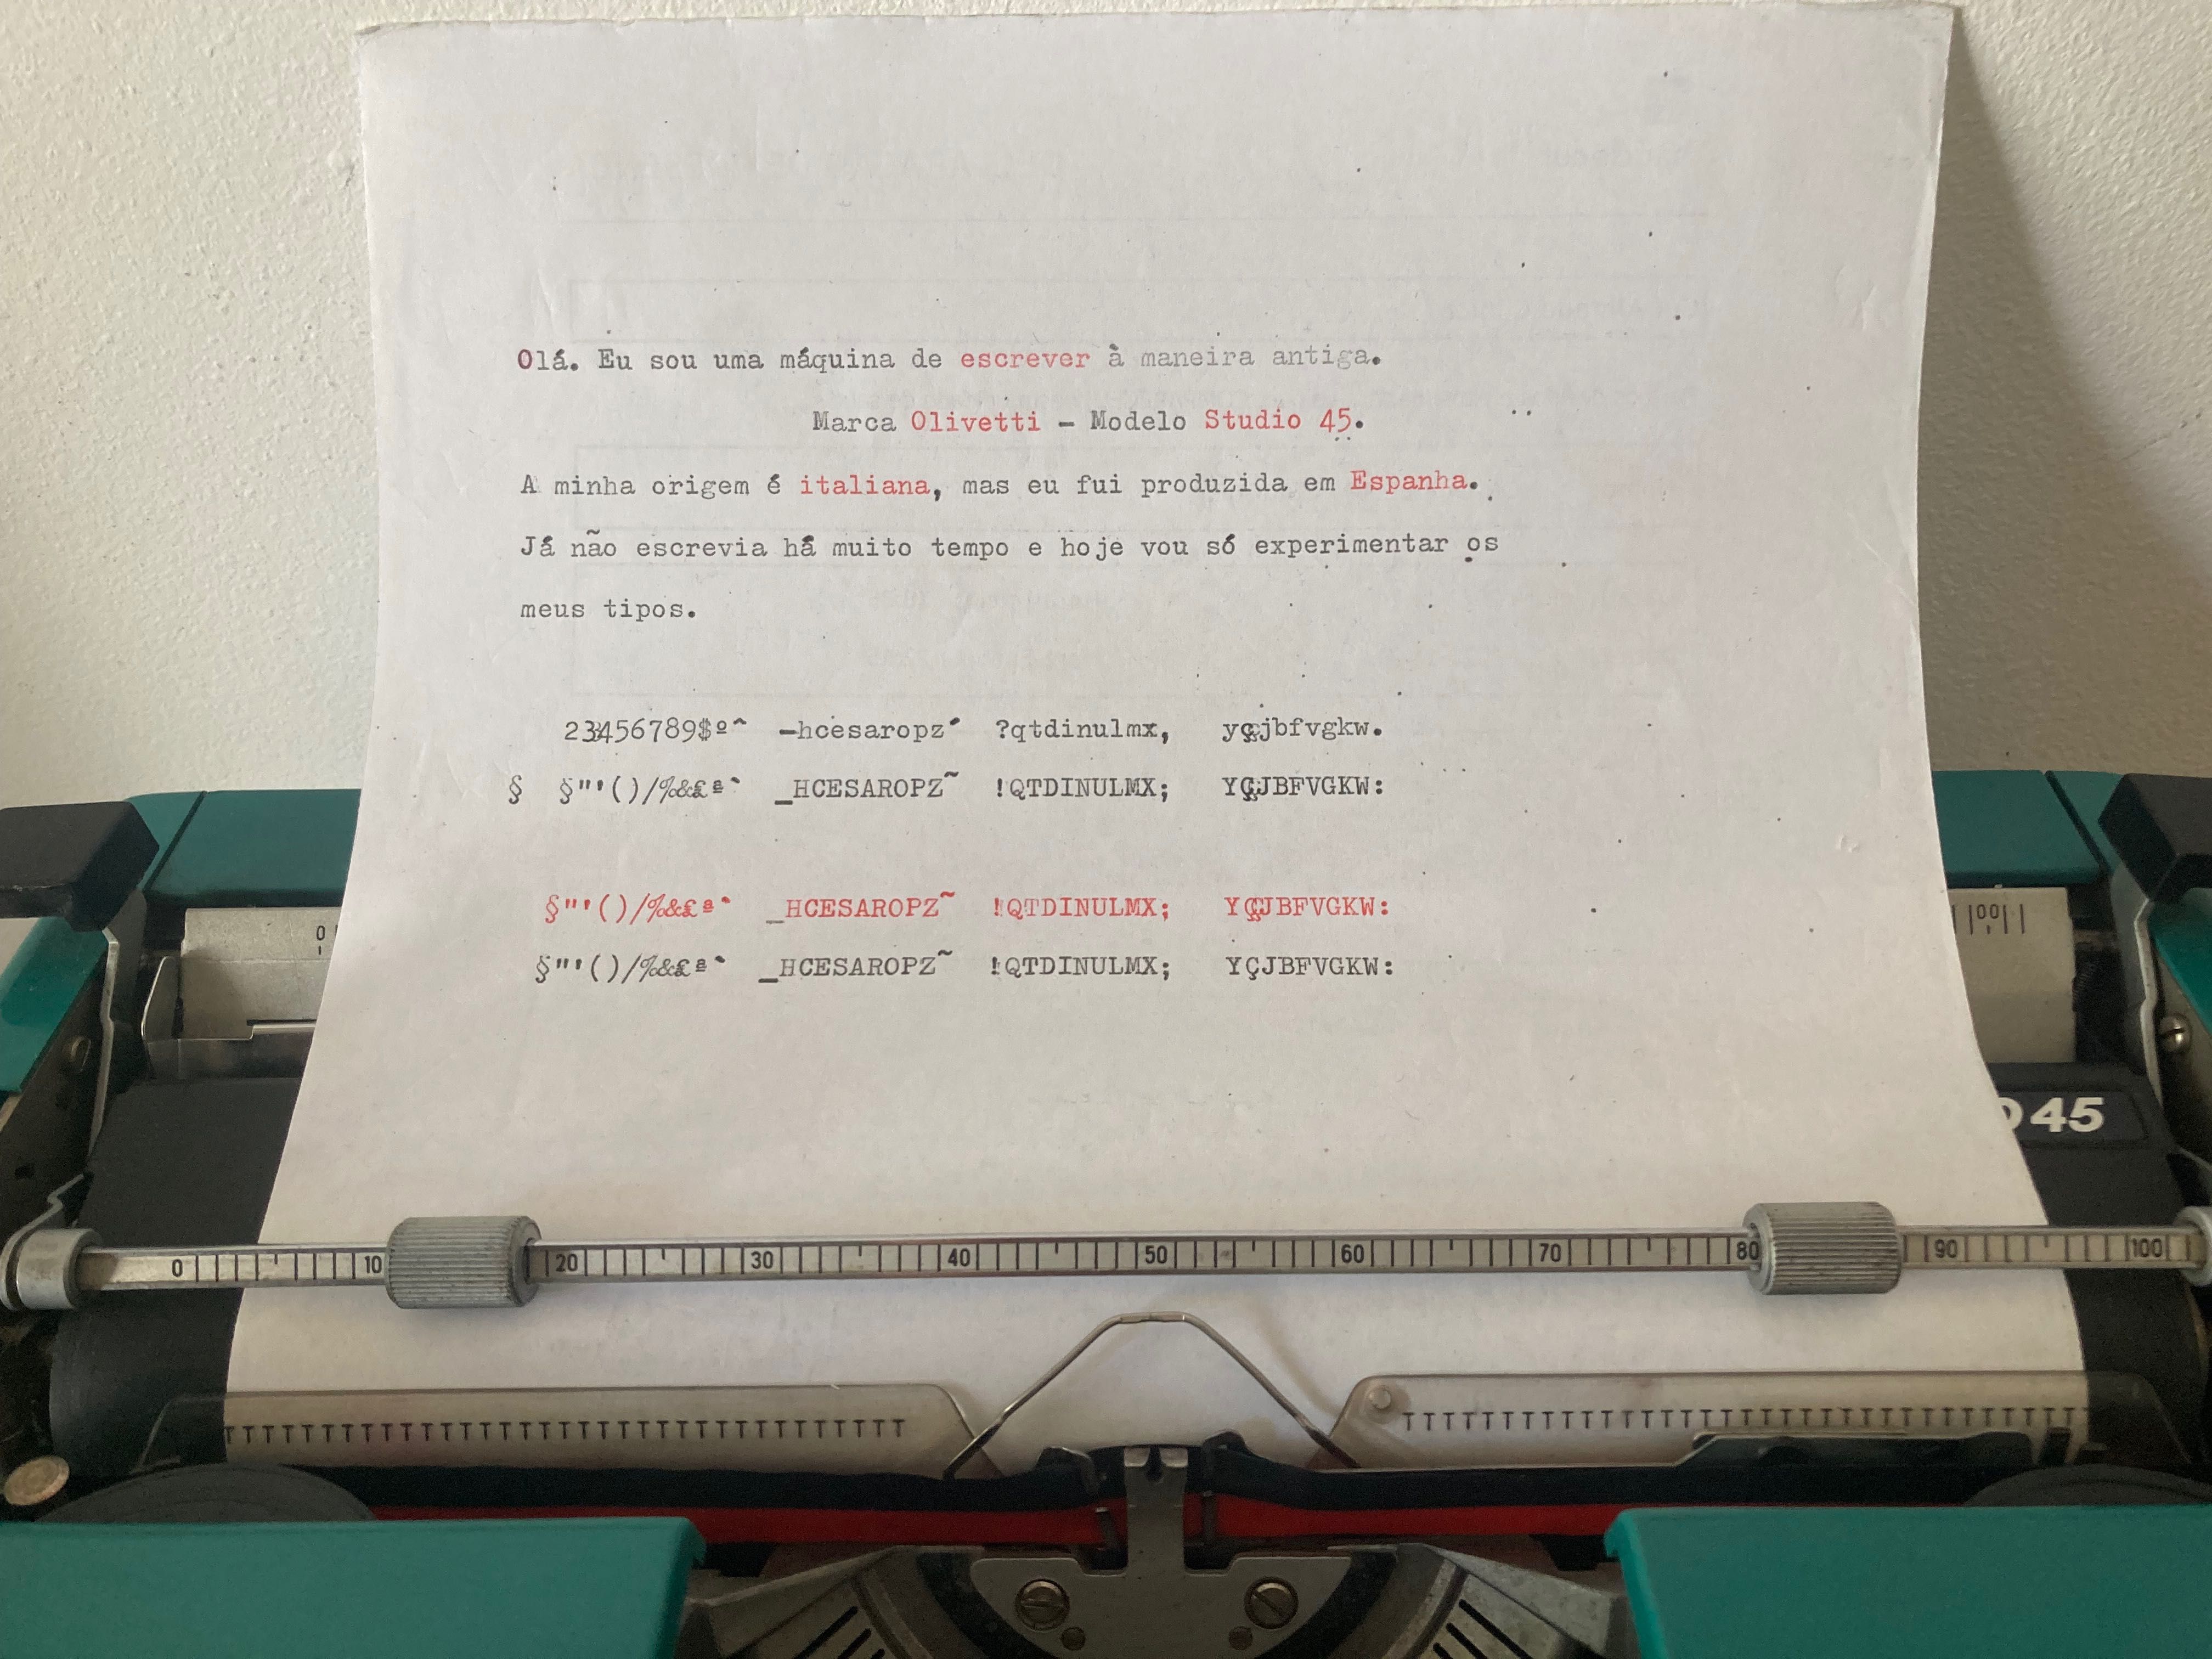 Olá. Eu sou uma máquina de escrever à maneira antiga.
Marca Olivetti - Modelo Studio 45.
A minha origem é italiana, mas eu fui produzida em Espanha.
Já não escrevia há muito tempo e hoje vou só experimentar os
meus tipos.
23456789$º^ -hcesaropz´ ?qtdinulmx, yçjbfvgkw.
§ §"'()/%&£ª` _HCESAROPZ~ !QTDINULMX; YÇJBFVGKW:
§"'()/%&£ª` _HCESAROPZ~ !QTDINULMX; YÇJBFVGKW:
§"'()/%&£ª` _HCESAROPZ~ !QTDINULMX; YÇJBFVGKW:
0 100
45
0 10 20 30 40 50 60 70 80 90 100